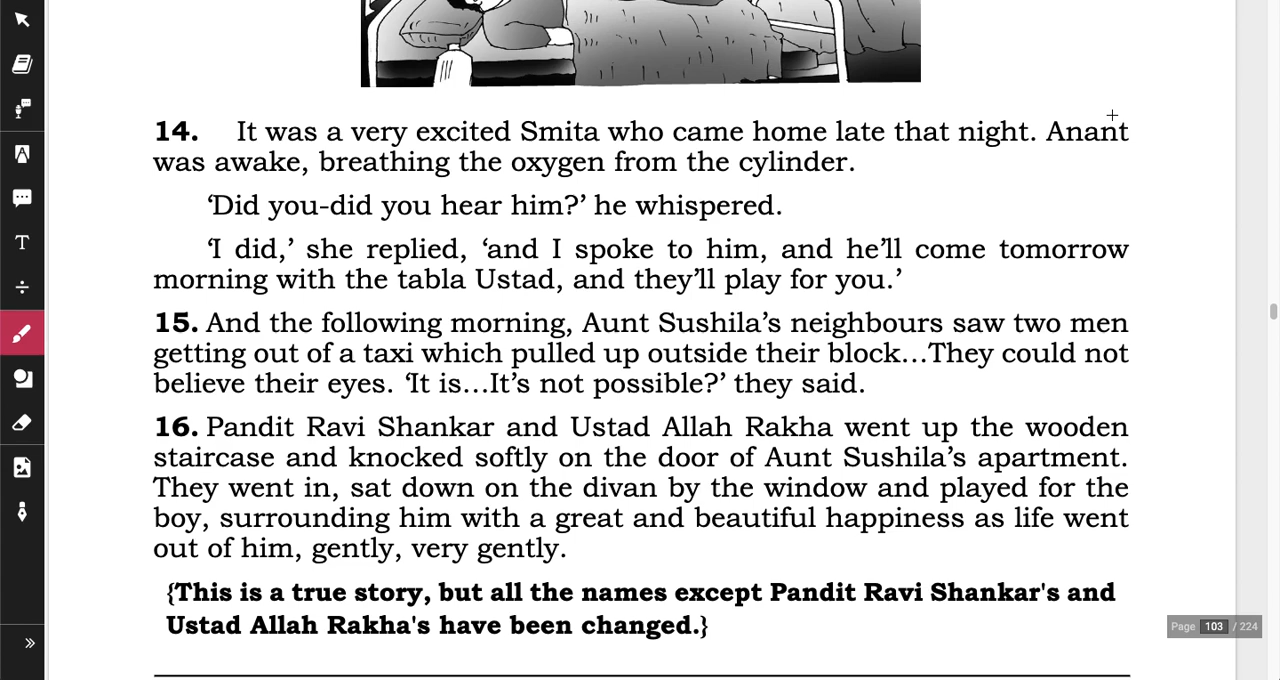 14. It was a very excited Smita who came home late that night. Anant
was awake, breathing the oxygen from the cylinder.
‘Did you-did you hear him?’ he whispered.
‘I did,’ she replied, ‘and I spoke to him, and he’ll come tomorrow
morning with the tabla Ustad, and they’ll play for you.’
15. And the following morning, Aunt Sushila’s neighbours saw two men
getting out of a taxi which pulled up outside their block...They could not
believe their eyes. ‘It is...It’s not possible?’ they said.
16. Pandit Ravi Shankar and Ustad Allah Rakha went up the wooden
staircase and knocked softly on the door of Aunt Sushila’s apartment.
They went in, sat down on the divan by the window and played for the
boy, surrounding him with a great and beautiful happiness as life went
out of him, gently, very gently.
{This is a true story, but all the names except Pandit Ravi Shankar's and
Ustad Allah Rakha's have been changed.}
Page 103 / 224